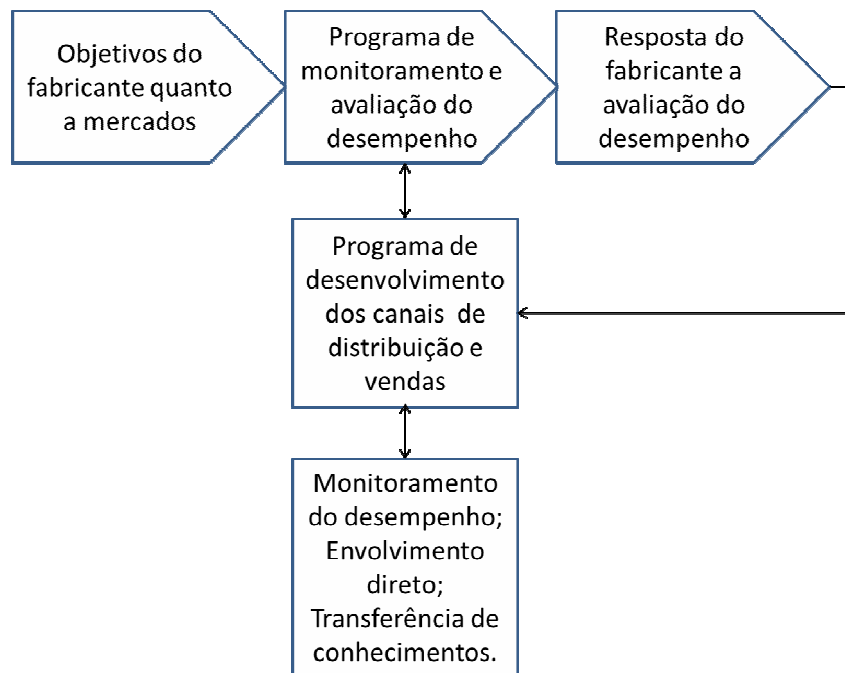 Objetivos do
fabricante quanto
a mercados
Programa de
monitoramento e
avaliação do
desempenho
Resposta do
fabricante a
avaliação do
desempenho
Programa de
desenvolvimento
dos canais de
distribuição e
vendas
Monitoramento
do desempenho;
Envolvimento
direto;
Transferência de
conhecimentos.